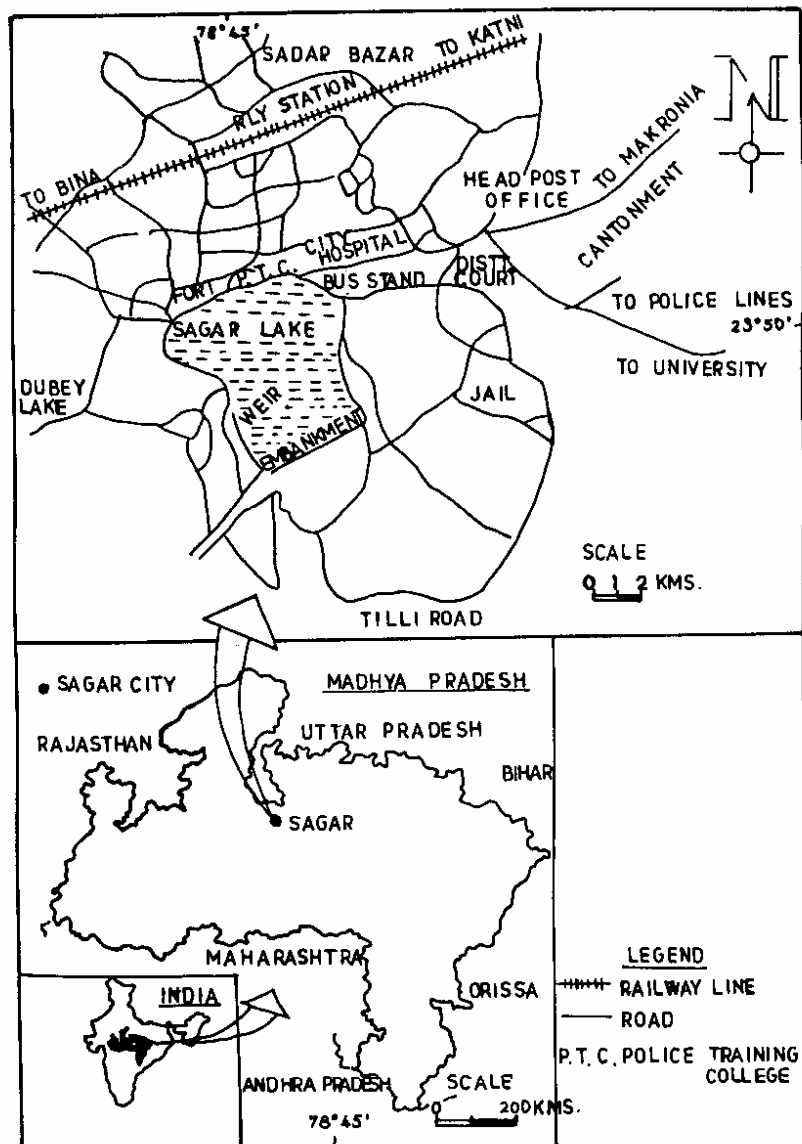 78°45'
SADAR BAZAR
TO KATNI
RLY STATION
TO BINA
N
TO MAKRONIA
HEAD POST
OFFICE
CANTONMENT
CITY
HOSPITAL
FORT
P.T.C.
BUS STAND
DISTT.
COURT
TO POLICE LINES
23°50'
SAGAR LAKE
TO UNIVERSITY
DUBEY
LAKE
JAIL
WEIR
EMBANKMENT
SCALE
0 1 2 KMS.
TILLI ROAD
SAGAR CITY
MADHYA PRADESH
RAJASTHAN
UTTAR PRADESH
BIHAR
SAGAR
MAHARASHTRA
ORISSA
INDIA
ANDHRA PRADESH
SCALE
0 200 KMS.
78°45'
LEGEND
RAILWAY LINE
ROAD
P.T.C. POLICE TRAINING
COLLEGE